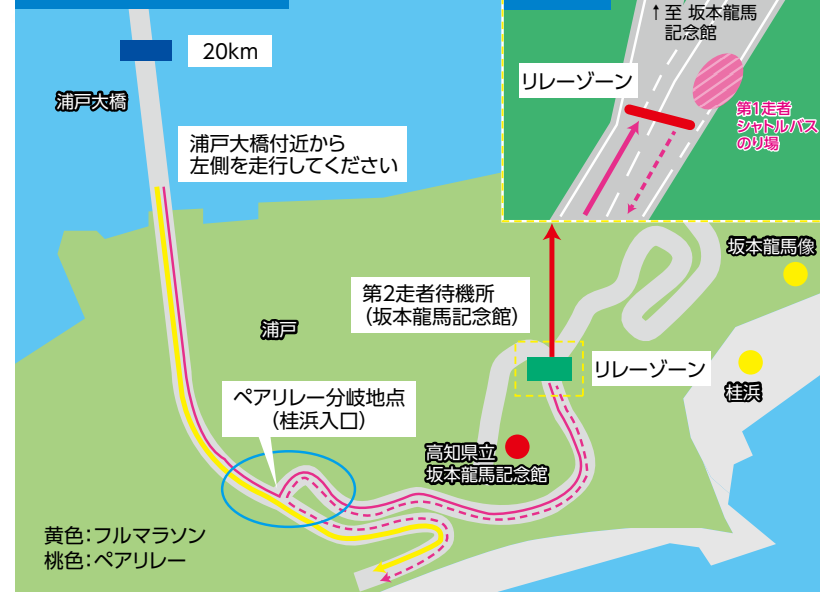 ↑至 坂本龍馬
記念館
リレーゾーン
第1走者
シャトルバス
のり場
20km
浦戸大橋
浦戸大橋付近から
左側を走行してください
坂本龍馬像
第2走者待機所
(坂本龍馬記念館)
浦戸
リレーゾーン
桂浜
ペアリレー分岐地点
(桂浜入口)
高知県立
坂本龍馬記念館
黄色:フルマラソン
桃色:ペアリレー